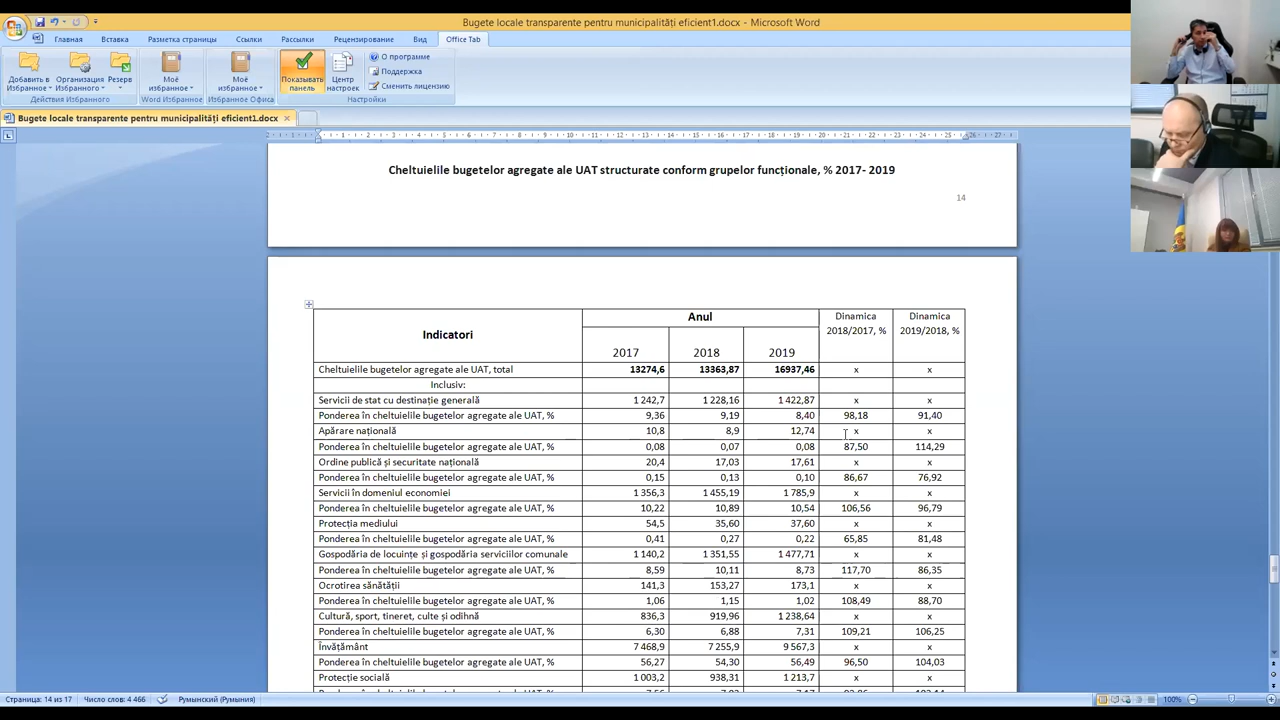 Bugete locale transparente pentru municipalități eficient1.docx - Microsoft Word
Главная Вставка Разметка страницы Ссылки Рассылки Рецензирование Вид Office Tab
Добавить в Избранное
Организация Избранного
Резерв
Действия Избранного
Моё избранное
Word Избранное
Моё избранное
Избранное Офиса
Показывать панель
Центр настроек
О программе
Поддержка
Сменить лицензию
Настройки
Bugete locale transparente pentru municipalități eficient1.docx
Cheltuielile bugetelor agregate ale UAT structurate conform grupelor funcționale, % 2017- 2019
14
Indicatori Anul Dinamica 2018/2017, % Dinamica 2019/2018, %
2017 2018 2019
Cheltuielile bugetelor agregate ale UAT, total 13274,6 13363,87 16937,46 x x
Inclusiv:
Servicii de stat cu destinație generală 1 242,7 1 228,16 1 422,87 x x
Ponderea în cheltuielile bugetelor agregate ale UAT, % 9,36 9,19 8,40 98,18 91,40
Apărare națională 10,8 8,9 12,74 x x
Ponderea în cheltuielile bugetelor agregate ale UAT, % 0,08 0,07 0,08 87,50 114,29
Ordine publică și securitate națională 20,4 17,03 17,61 x x
Ponderea în cheltuielile bugetelor agregate ale UAT, % 0,15 0,13 0,10 86,67 76,92
Servicii în domeniul economiei 1 356,3 1 455,19 1 785,9 x x
Ponderea în cheltuielile bugetelor agregate ale UAT, % 10,22 10,89 10,54 106,56 96,79
Protecția mediului 54,5 35,60 37,60 x x
Ponderea în cheltuielile bugetelor agregate ale UAT, % 0,41 0,27 0,22 65,85 81,48
Gospodăria de locuințe și gospodăria serviciilor comunale 1 140,2 1 351,55 1 477,71 x x
Ponderea în cheltuielile bugetelor agregate ale UAT, % 8,59 10,11 8,73 117,70 86,35
Ocrotirea sănătății 141,3 153,27 173,1 x x
Ponderea în cheltuielile bugetelor agregate ale UAT, % 1,06 1,15 1,02 108,49 88,70
Cultură, sport, tineret, culte și odihnă 836,3 919,96 1 238,64 x x
Ponderea în cheltuielile bugetelor agregate ale UAT, % 6,30 6,88 7,31 109,21 106,25
Învățământ 7 468,9 7 255,9 9 567,3 x x
Ponderea în cheltuielile bugetelor agregate ale UAT, % 56,27 54,30 56,49 96,50 104,03
Protecție socială 1 003,2 938,31 1 213,7 x x
Страница: 14 из 17 Число слов: 4 466 Румынский (Румыния) 100%